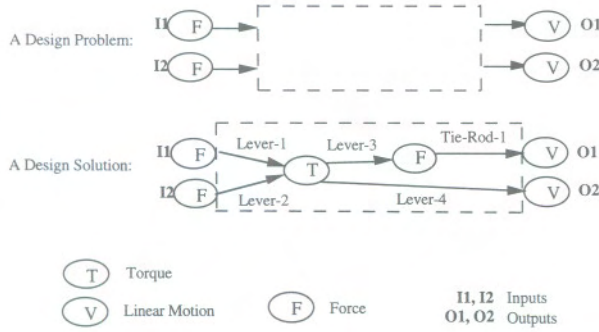 I1 F V O1
A Design Problem:
I2 F V O2
Lever-1 Lever-3 Tie-Rod-1
I1 F F V O1
A Design Solution: T
I2 F V O2
Lever-2 Lever-4
T Torque
V Linear Motion F Force I1, I2 Inputs
O1, O2 Outputs